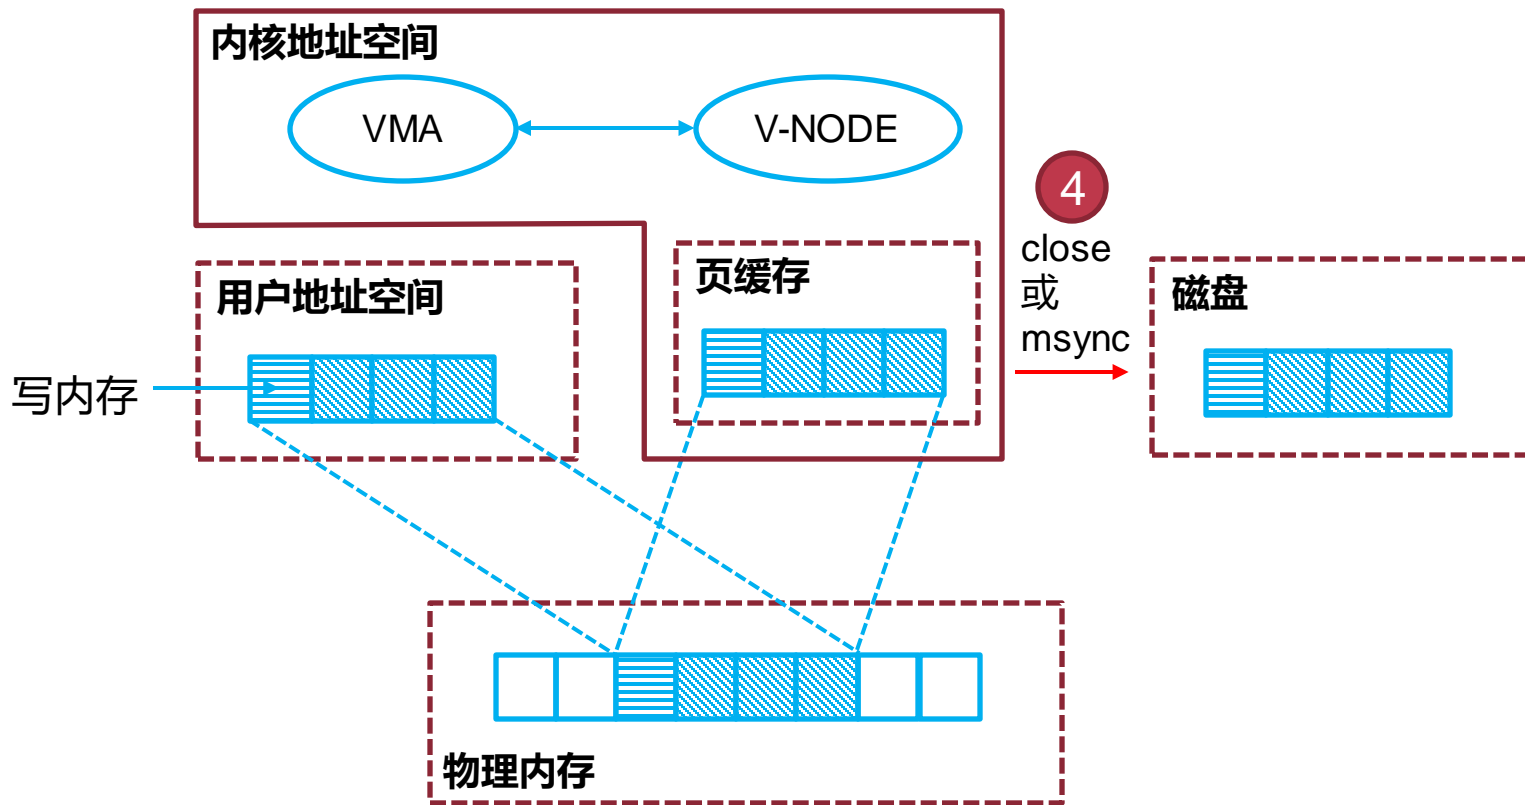 内核地址空间
VMA
V-NODE
4
close
或
msync
用户地址空间
页缓存
磁盘
写内存
物理内存